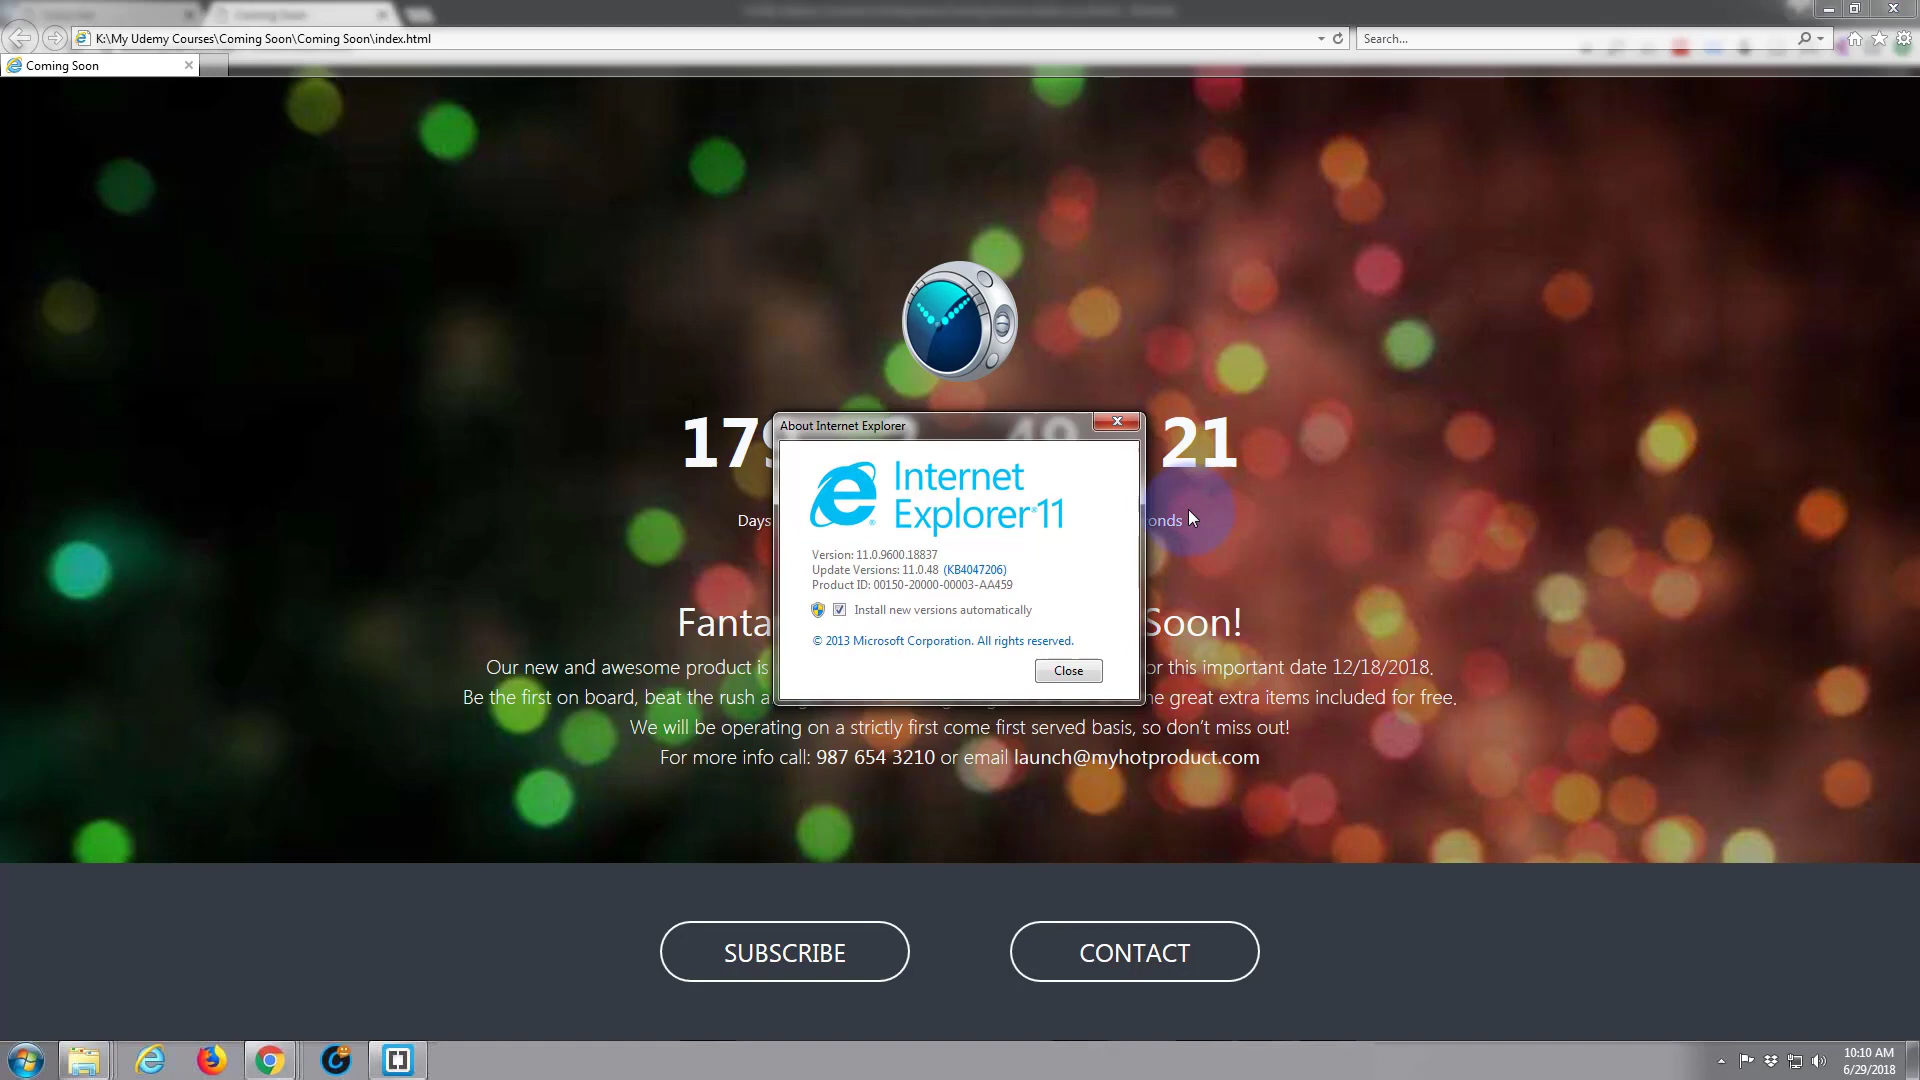 K:\My Udemy Courses\Coming Soon\Coming Soon\index.html
Search...
Coming Soon
179 21
Days onds
About Internet Explorer
Internet
Explorer®11
Version: 11.0.9600.18837
Update Versions: 11.0.48 (KB4047206)
Product ID: 00150-20000-00003-AA459
Install new versions automatically
© 2013 Microsoft Corporation. All rights reserved.
Close
Fanta Soon!
Our new and awesome product is or this important date 12/18/2018.
Be the first on board, beat the rush a he great extra items included for free.
We will be operating on a strictly first come first served basis, so don’t miss out!
For more info call: 987 654 3210 or email launch@myhotproduct.com
SUBSCRIBE
CONTACT
10:10 AM
6/29/2018